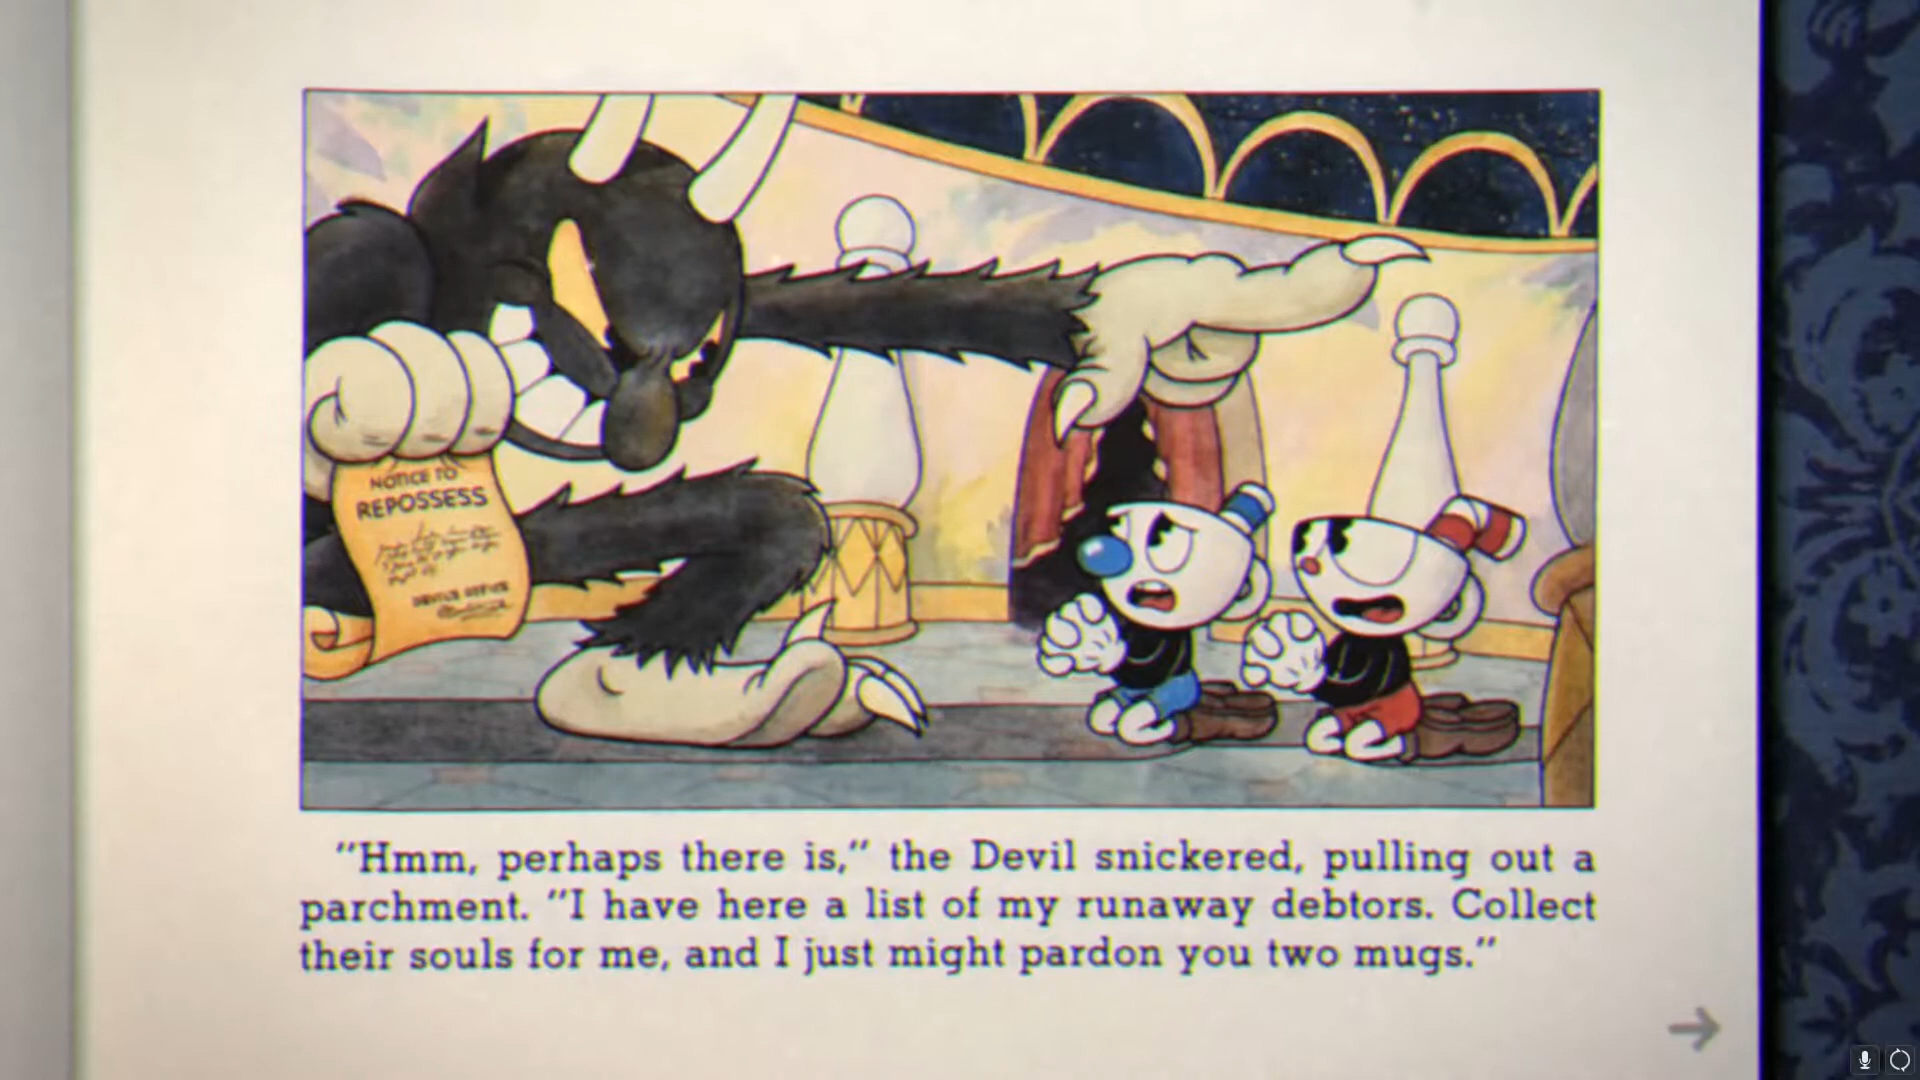 NOTICE TO
REPOSSESS
“Hmm, perhaps there is,” the Devil snickered, pulling out a
parchment. “I have here a list of my runaway debtors. Collect
their souls for me, and I just might pardon you two mugs.”